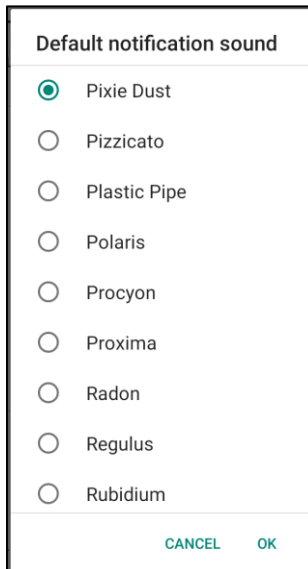 Default notification sound
Pixie Dust
Pizzicato
Plastic Pipe
Polaris
Procyon
Proxima
Radon
Regulus
Rubidium
CANCEL OK